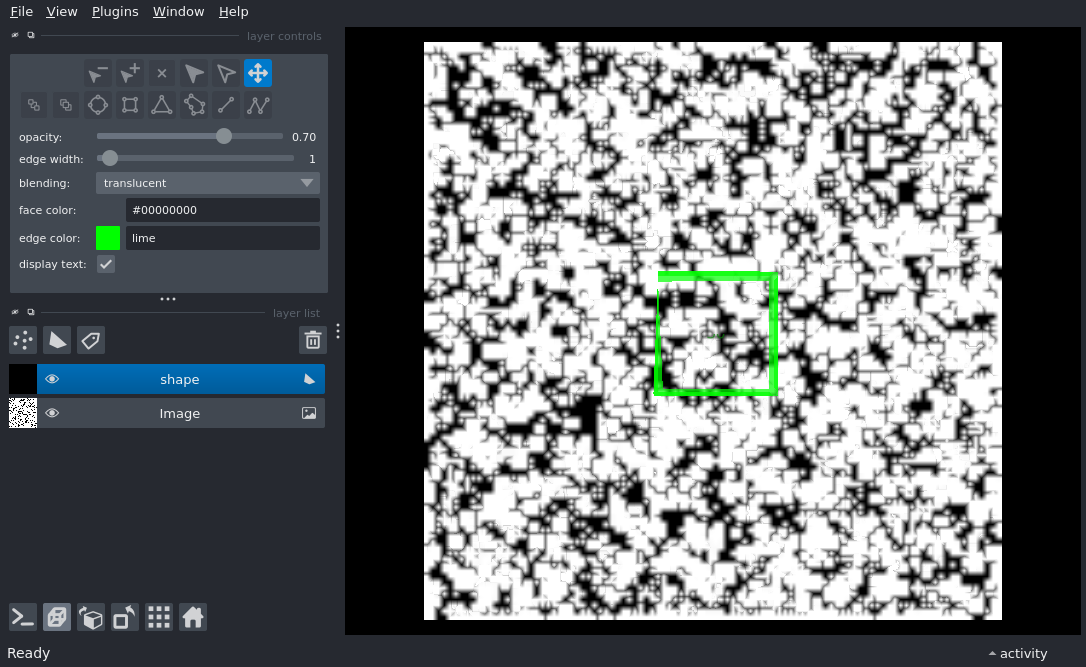 File View Plugins Window Help
layer controls
opacity: 0.70
edge width: 1
blending: translucent
face color: #00000000
edge color: lime
display text:
layer list
shape
Image
Ready
activity